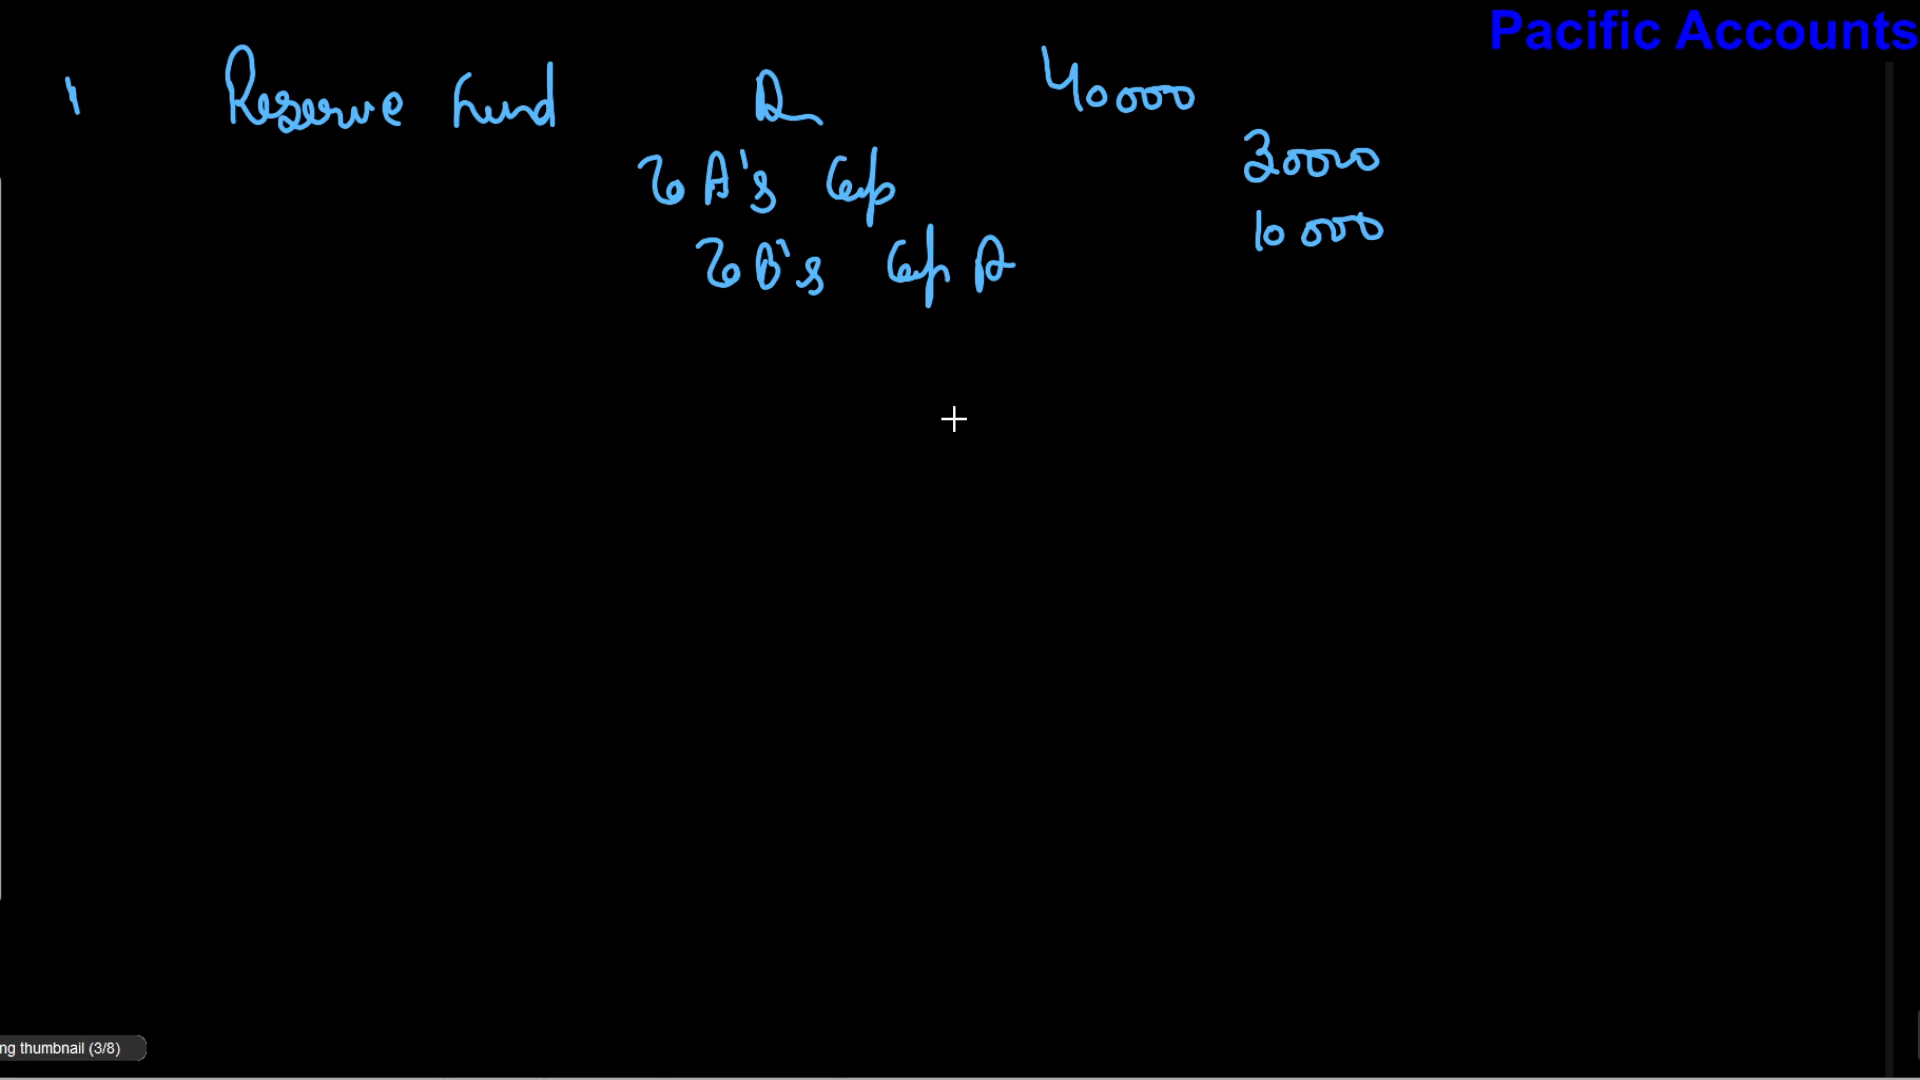 Pacific Accounts
1 Reserve Fund Dr 40000
To A's Cap 30000
To B's Cap A 10000
ng thumbnail (3/8)